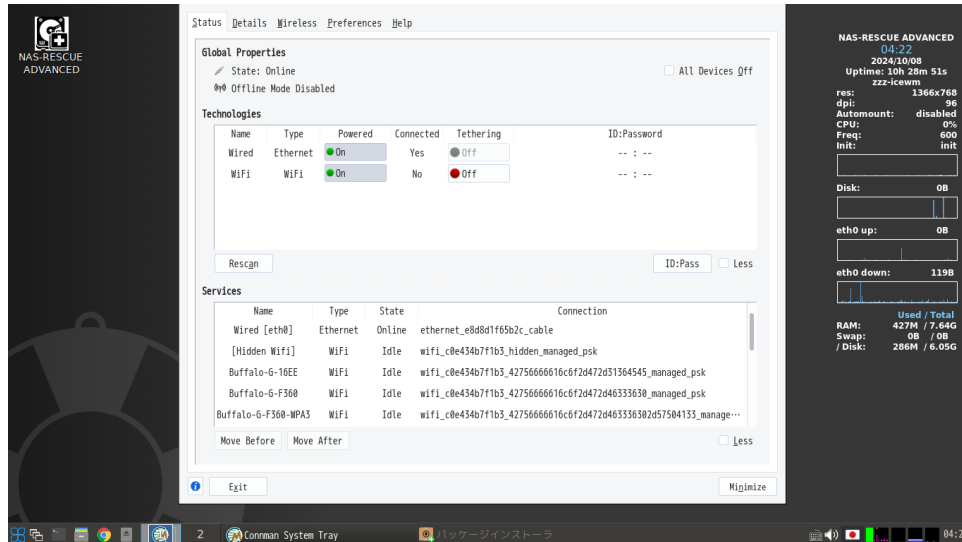 NAS-RESCUE
ADVANCED
Status Details Wireless Preferences Help
Global Properties
State: Online
All Devices Off
Offline Mode Disabled
Technologies
Name Type Powered Connected Tethering ID:Password
Wired Ethernet On Yes Off -- : --
WiFi WiFi On No Off -- : --
Rescan ID:Pass Less
Services
Name Type State Connection
Wired [eth0] Ethernet Online ethernet_e8d8d1f65b2c_cable
[Hidden Wifi] WiFi Idle wifi_c0e434b7f1b3_hidden_managed_psk
Buffalo-G-16EE WiFi Idle wifi_c0e434b7f1b3_42756666616c6f2d472d31364545_managed_psk
Buffalo-G-F360 WiFi Idle wifi_c0e434b7f1b3_42756666616c6f2d472d46333630_managed_psk
Buffalo-G-F360-WPA3 WiFi Idle wifi_c0e434b7f1b3_42756666616c6f2d472d463336302d57504133_manage⋯
Move Before Move After Less
Exit Minimize
NAS-RESCUE ADVANCED
04:22
2024/10/08
Uptime: 10h 28m 51s
zzz-icewm
res: 1366x768
dpi: 96
Automount: disabled
CPU: 0%
Freq: 600
Init: init
Disk: 0B
eth0 up: 0B
eth0 down: 119B
Used / Total
RAM: 427M / 7.64G
Swap: 0B / 0B
/ Disk: 286M / 6.05G
2 Connman System Tray パッケージインストーラ